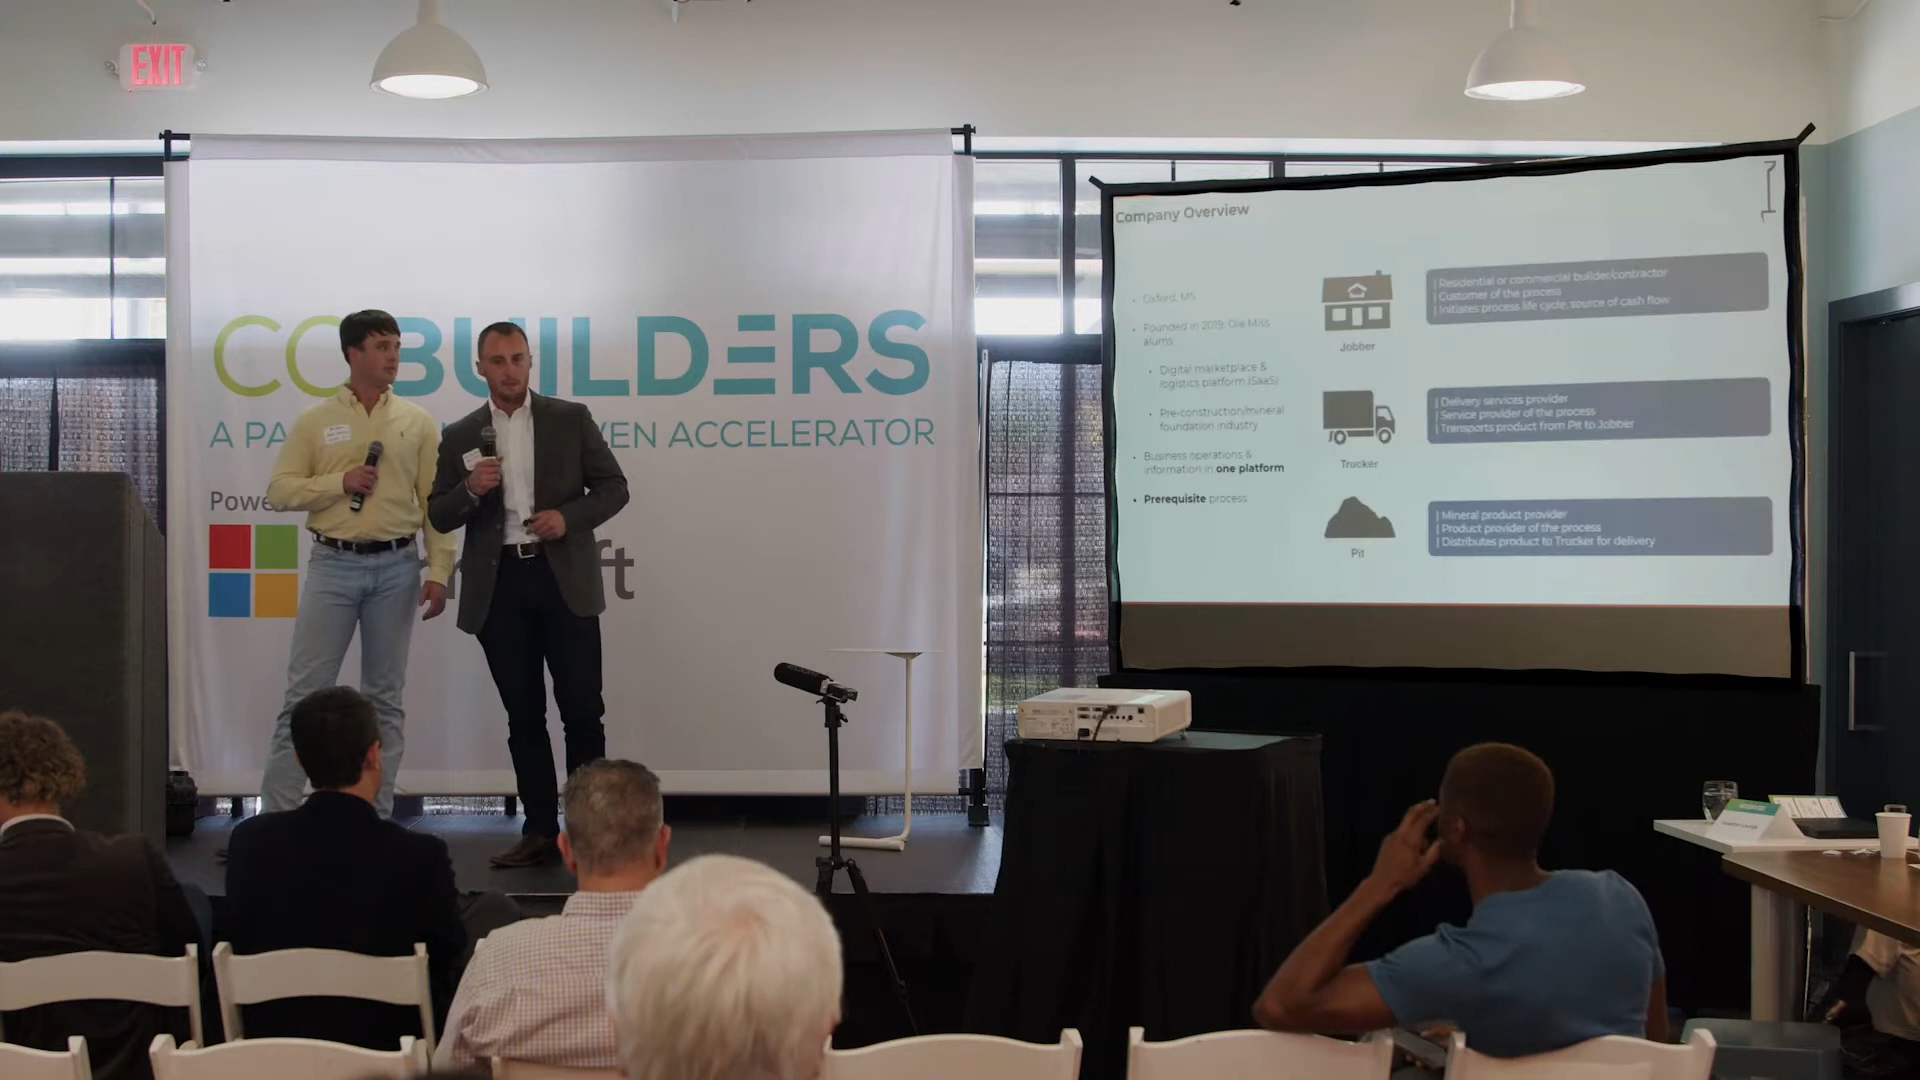 EXIT
COBUILDERS
A PA VEN ACCELERATOR
Powe
ft
Company Overview
• Oxford, MS
• Founded in 2019, Ole Miss
alums
• Digital marketplace &
logistics platform (SaaS)
• Pre-construction/mineral
foundation industry
• Business operations &
information in one platform
• Prerequisite process
Jobber
| Residential or commercial builder/contractor
| Customer of the process
| Initiates process life cycle, source of cash flow
Trucker
| Delivery services provider
| Service provider of the process
| Transports product from Pit to Jobber
Pit
| Mineral product provider
| Product provider of the process
| Distributes product to Trucker for delivery